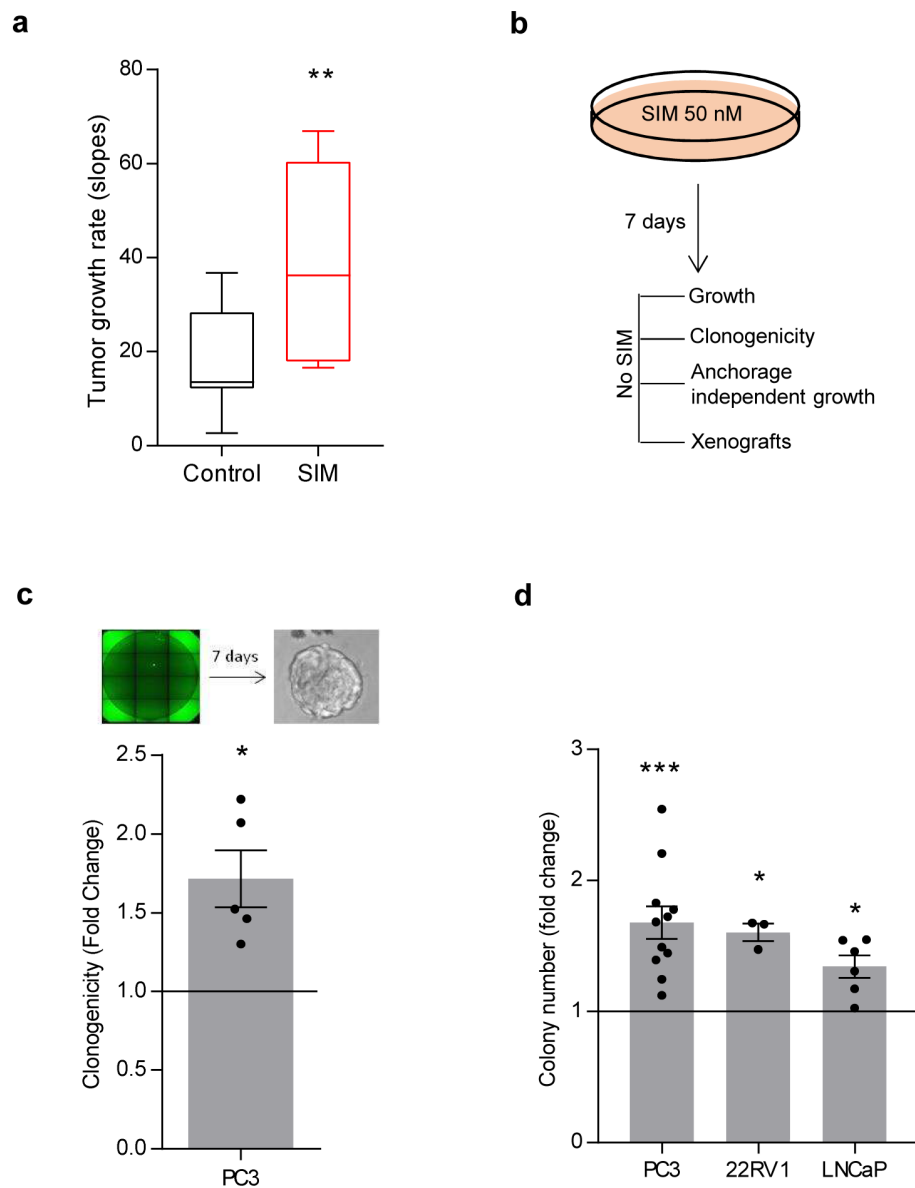 a
80
60
40
20
0
Tumor growth rate (slopes)
**
Control
SIM
b
SIM 50 nM
7 days
No SIM
Growth
Clonogenicity
Anchorage
independent growth
Xenografts
c
7 days
2.5
2.0
1.5
1.0
0.5
0.0
Clonogenicity (Fold Change)
*
PC3
d
3
2
1
0
Colony number (fold change)
***
*
*
PC3
22RV1
LNCaP